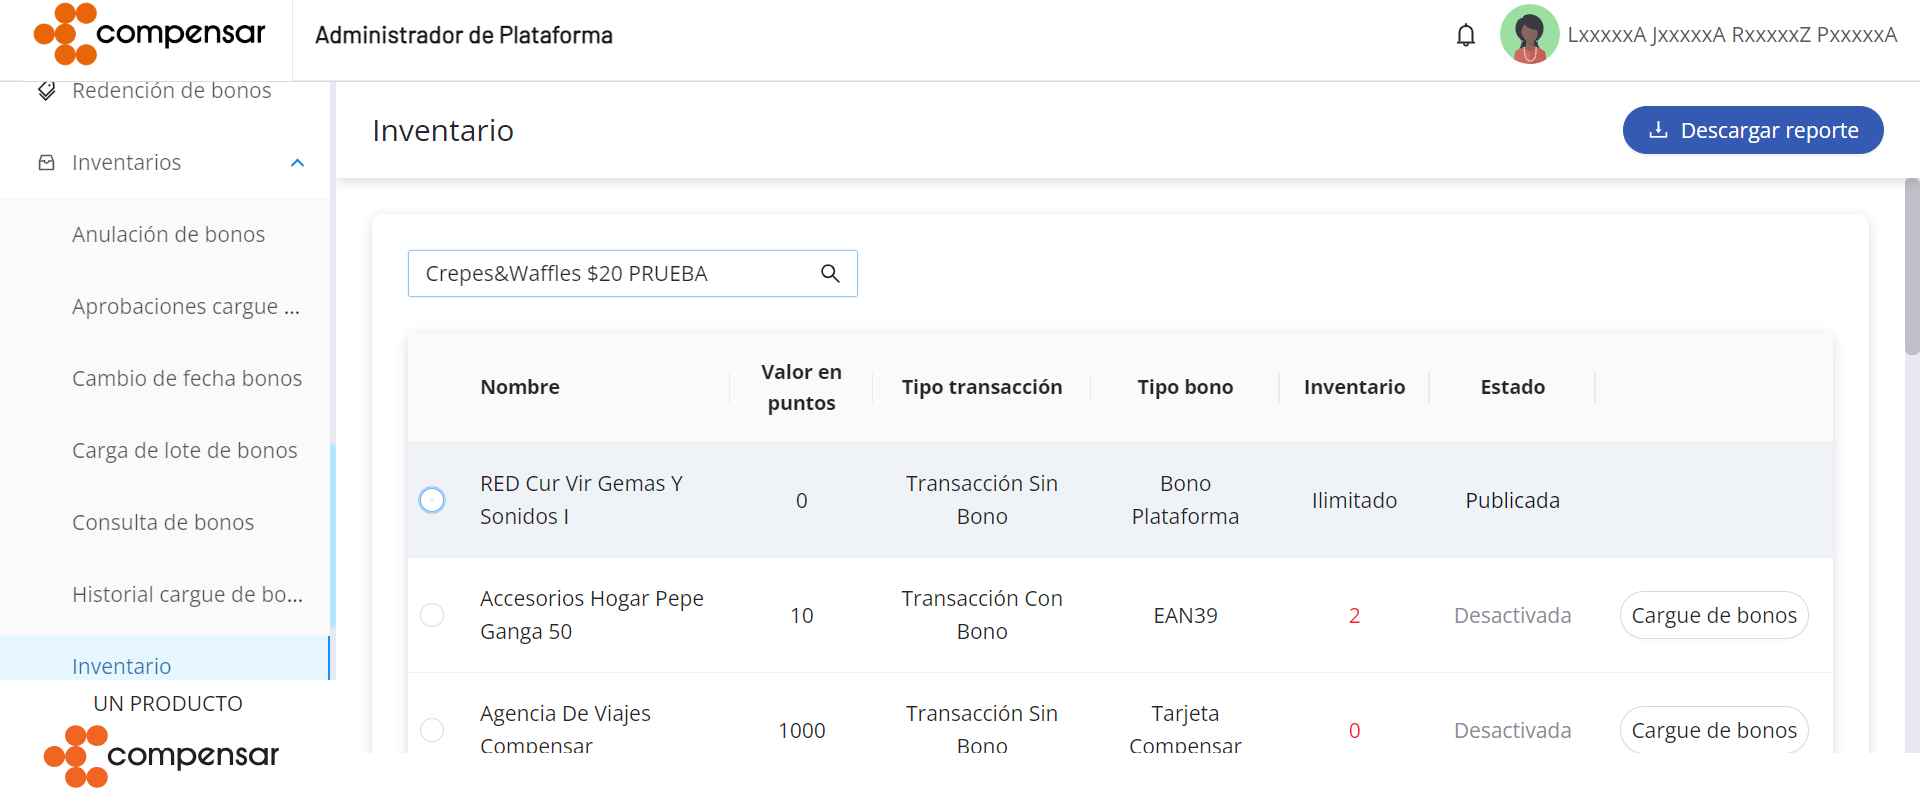 compensar
Administrador de Plataforma
LxxxxxA JxxxxxA RxxxxxZ PxxxxxA
Redención de bonos
Inventarios
Anulación de bonos
Aprobaciones cargue ...
Cambio de fecha bonos
Carga de lote de bonos
Consulta de bonos
Historial cargue de bo...
Inventario
UN PRODUCTO
compensar
Inventario
Descargar reporte
Crepes&Waffles $20 PRUEBA
Nombre
Valor en
puntos
Tipo transacción
Tipo bono
Inventario
Estado
RED Cur Vir Gemas Y
Sonidos I
0
Transacción Sin
Bono
Bono
Plataforma
Ilimitado
Publicada
Accesorios Hogar Pepe
Ganga 50
10
Transacción Con
Bono
EAN39
2
Desactivada
Cargue de bonos
Agencia De Viajes
Compensar
1000
Transacción Sin
Bono
Tarjeta
Compensar
0
Desactivada
Cargue de bonos